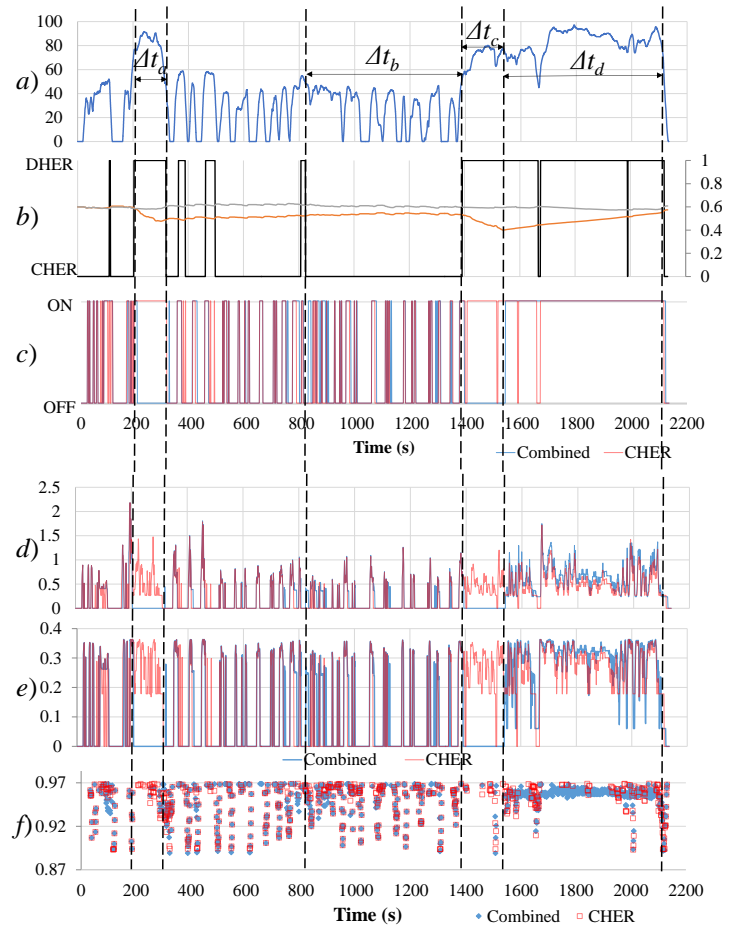 100
80
60
40
20
0
a)
Δt_a
Δt_b
Δt_c
Δt_d
DHER
CHER
b)
1
0.8
0.6
0.4
0.2
0
ON
OFF
c)
0 200 400 600 800 1000 1200 1400 1600 1800 2000 2200
Time (s)
Combined CHER
2.5
2
1.5
1
0.5
0
d)
0.4
0.3
0.2
0.1
0
e)
Combined CHER
0.97
0.92
0.87
f)
0 200 400 600 800 1000 1200 1400 1600 1800 2000 2200
Time (s)
Combined CHER